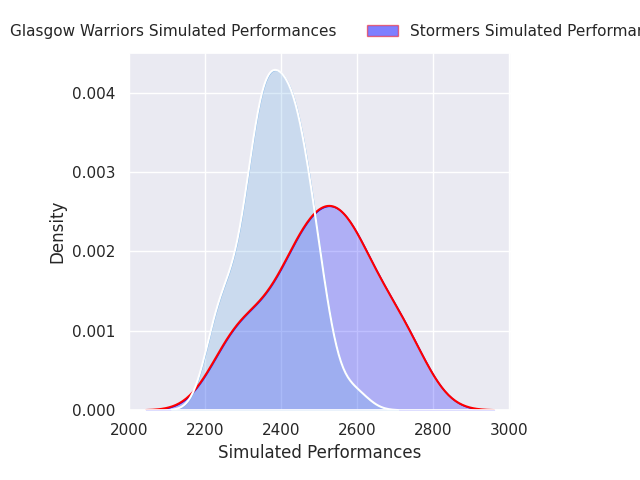 Glasgow Warriors Simulated Performances
Stormers Simulated
Density
0.004
0.003
0.002
0.001
0.000
2000 2200 2400 2600 2800 3000
Simulated Performances